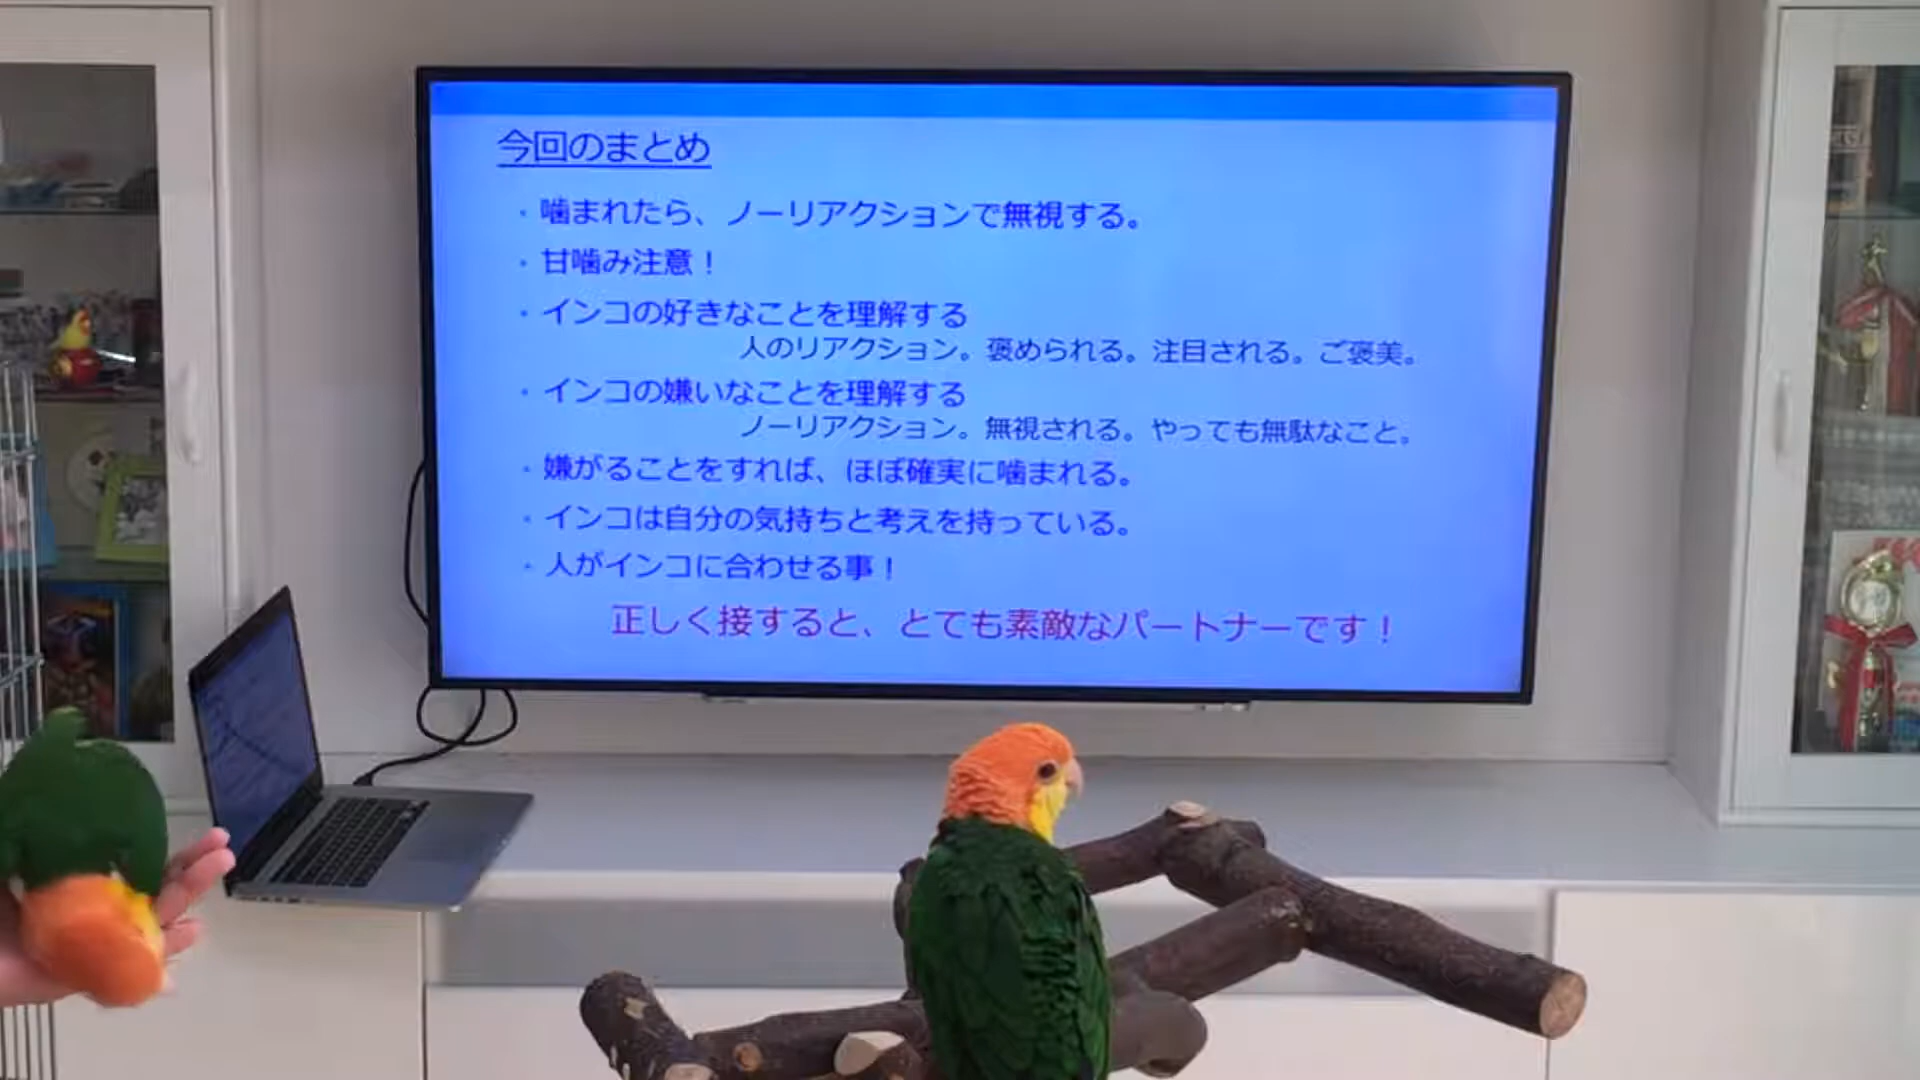 今回のまとめ
・噛まれたら、ノーリアクションで無視する。
・甘噛み注意！
・インコの好きなことを理解する
人のリアクション。褒められる。注目される。ご褒美。
・インコの嫌いなことを理解する
ノーリアクション。無視される。やっても無駄なこと。
・嫌がることをすれば、ほぼ確実に噛まれる。
・インコは自分の気持ちと考えを持っている。
・人がインコに合わせる事！
正しく接すると、とても素敵なパートナーです！